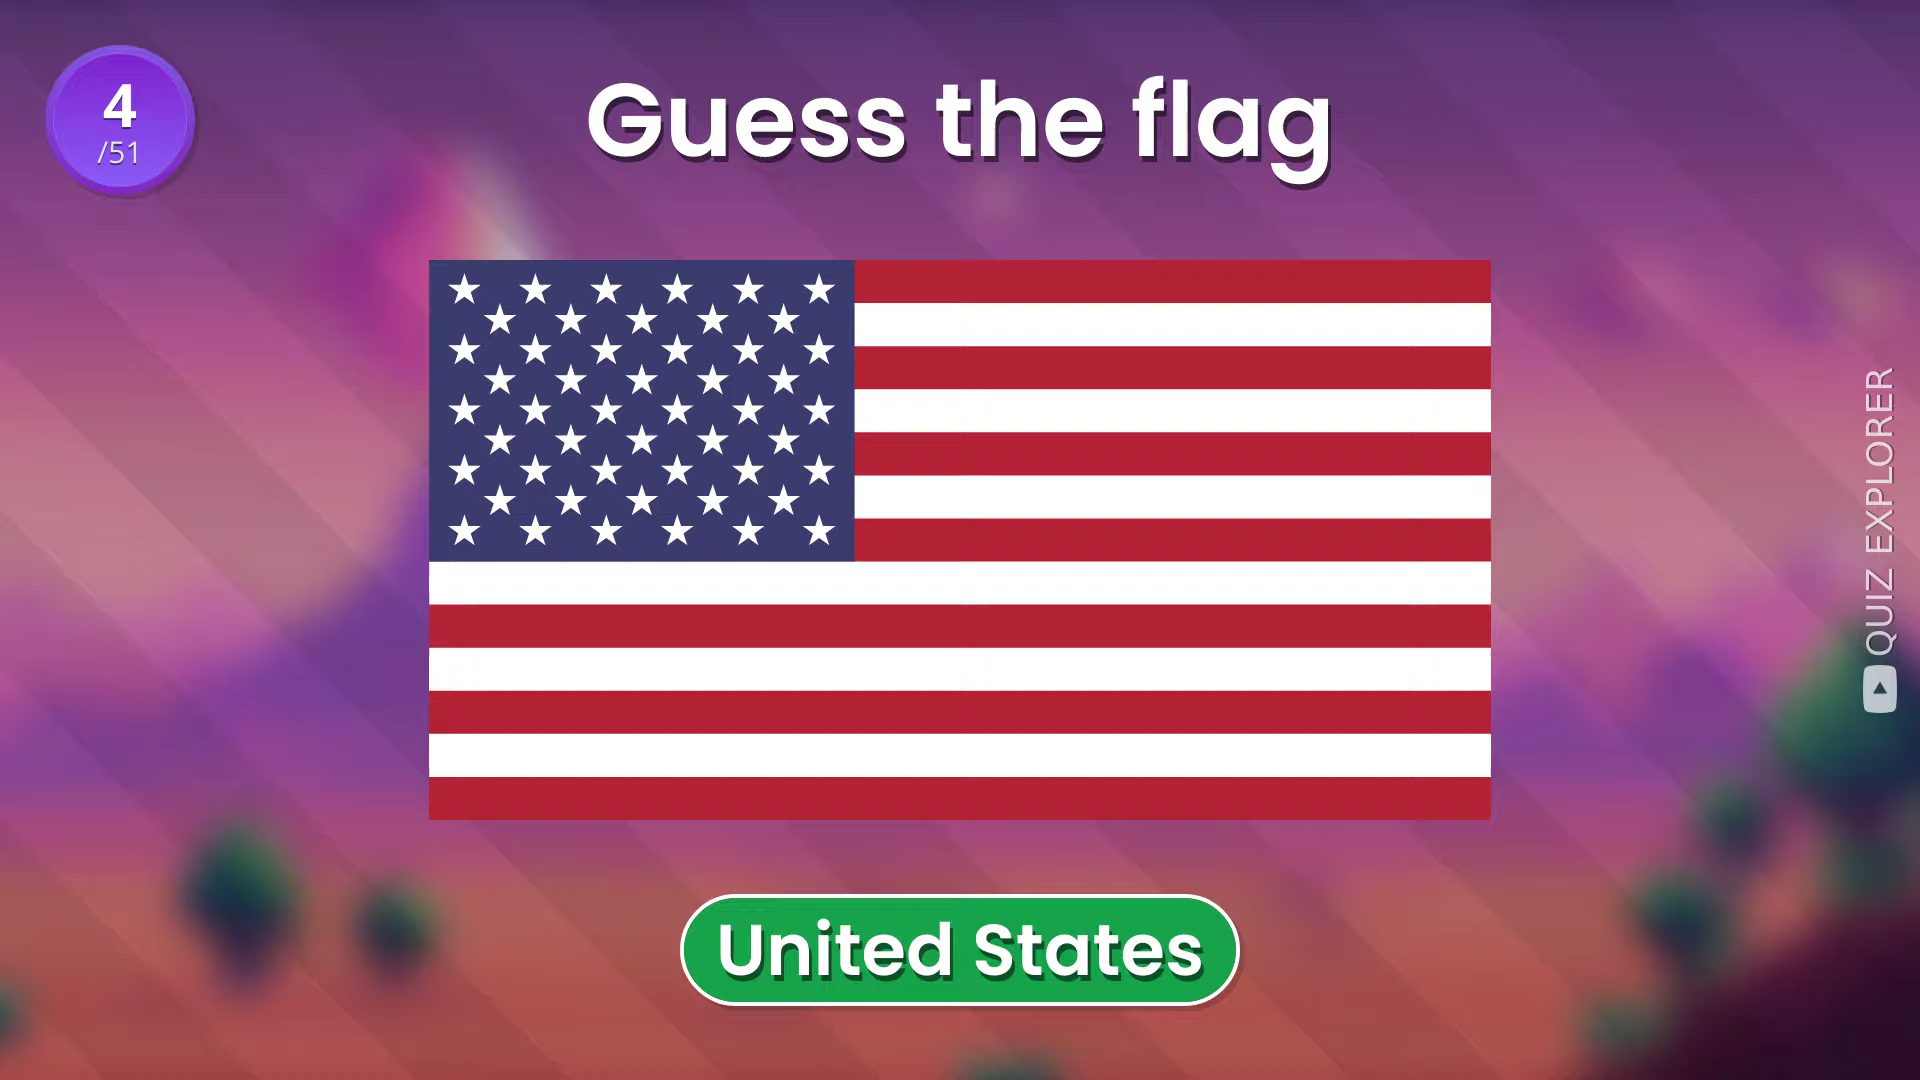 4
/51
Guess the flag
QUIZ EXPLORER
United States